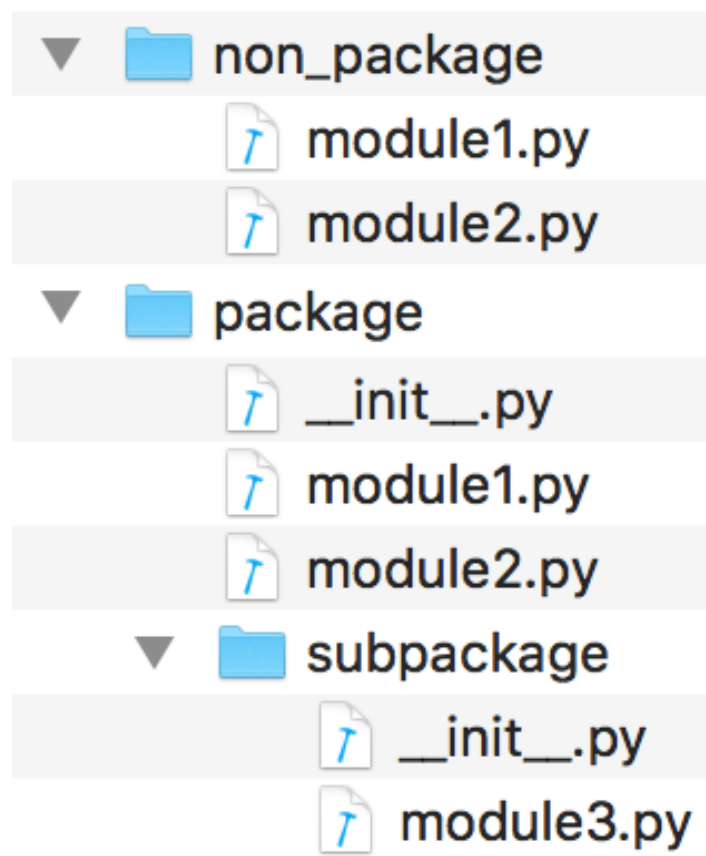 non_package
module1.py
module2.py
package
__init__.py
module1.py
module2.py
subpackage
__init__.py
module3.py